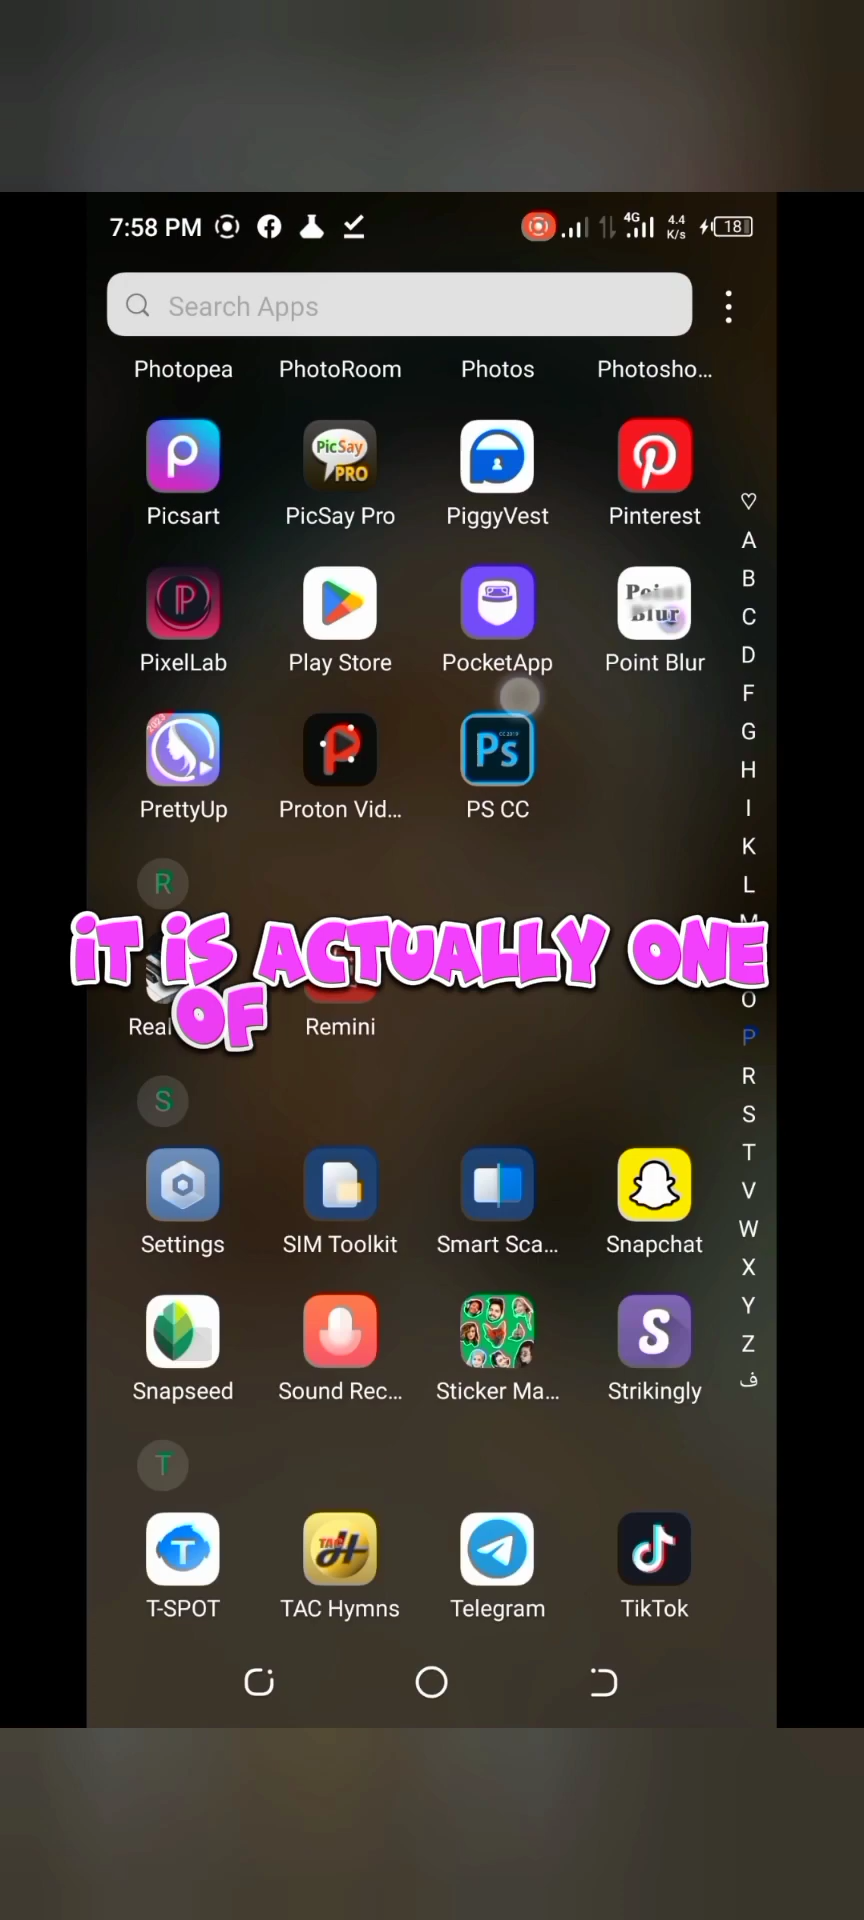 7:58 PM
4G
4.4
K/s
18
Search Apps
Photopea PhotoRoom Photos Photosho...
PicSay
PRO
Picsart PicSay Pro PiggyVest Pinterest
Point
Blur
PixelLab Play Store PocketApp Point Blur
2023
Ps
PrettyUp Proton Vid... PS CC
R
IT IS ACTUALLY ONE
OF
Real Remini
S
Settings SIM Toolkit Smart Sca... Snapchat
S
Snapseed Sound Rec... Sticker Ma... Strikingly
T
T TAC H
T-SPOT TAC Hymns Telegram TikTok
♡
A
B
C
D
F
G
H
I
K
L
M
O
P
R
S
T
V
W
X
Y
Z
ف